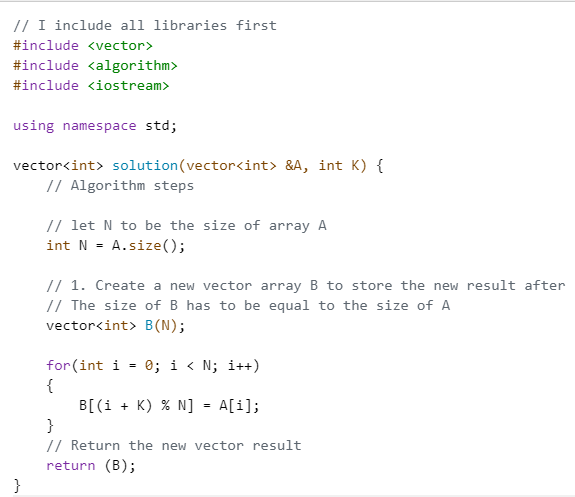 // I include all libraries first
#include <vector>
#include <algorithm>
#include <iostream>

using namespace std;

vector<int> solution(vector<int> &A, int K) {
    // Algorithm steps

    // let N to be the size of array A
    int N = A.size();

    // 1. Create a new vector array B to store the new result after
    // The size of B has to be equal to the size of A
    vector<int> B(N);

    for(int i = 0; i < N; i++)
    {
        B[(i + K) % N] = A[i];
    }
    // Return the new vector result
    return (B);
}